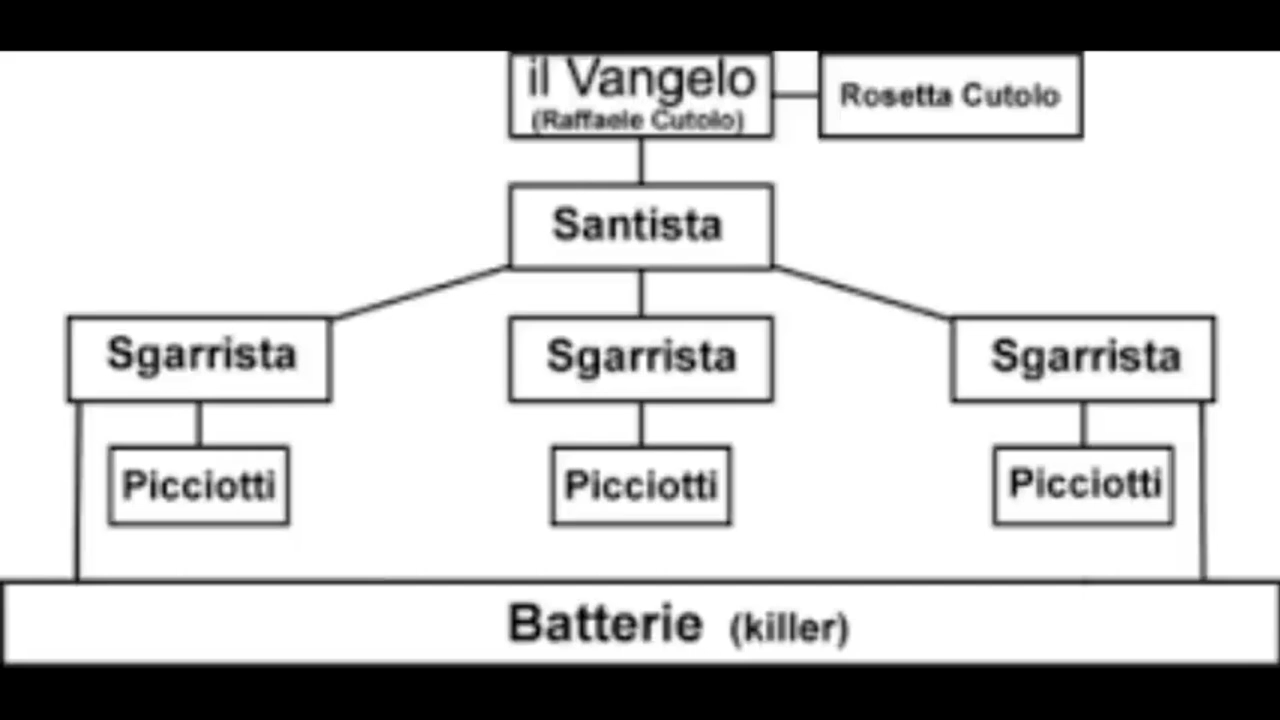 il Vangelo
(Raffaele Cutolo)
Rosetta Cutolo
Santista
Sgarrista
Sgarrista
Sgarrista
Picciotti
Picciotti
Picciotti
Batterie (killer)